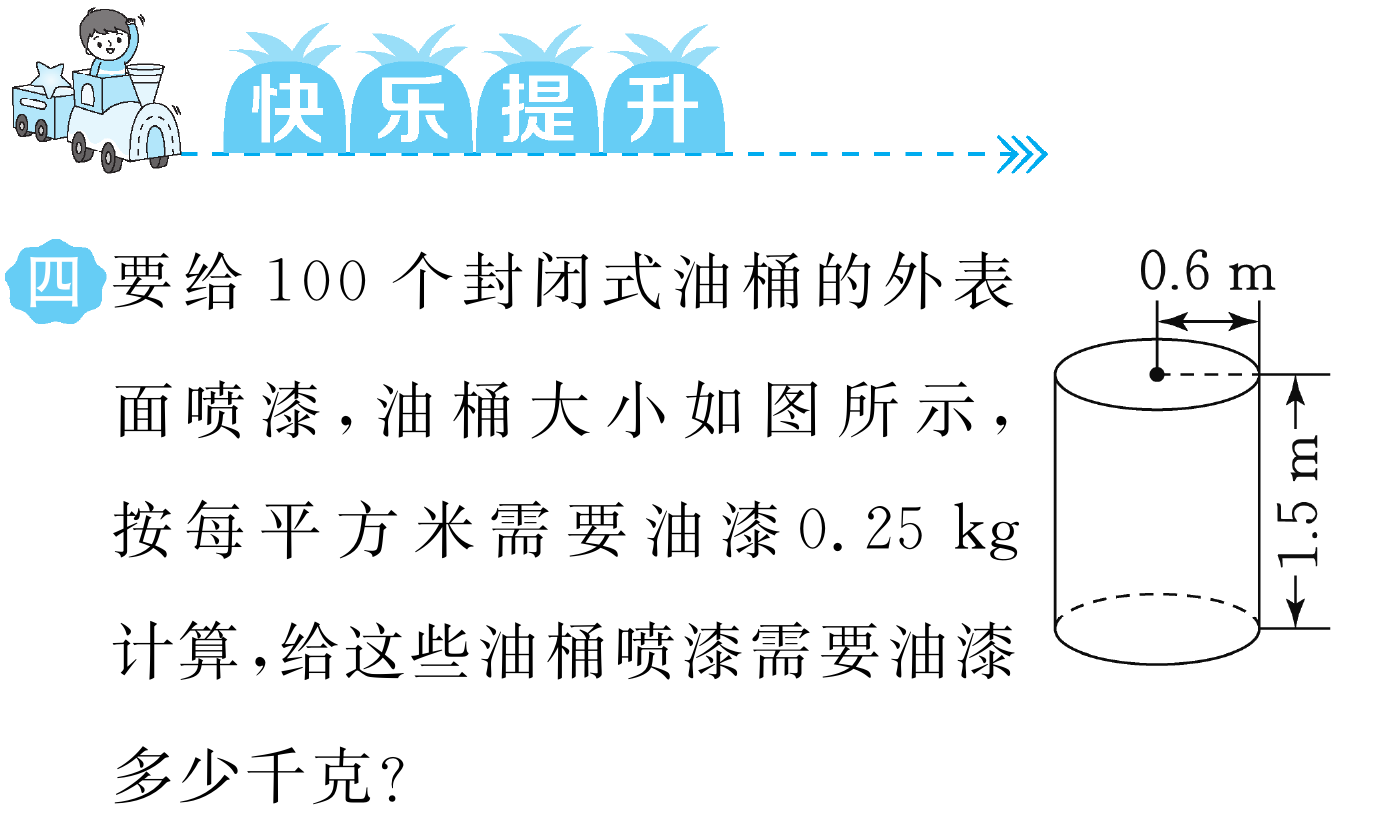 快乐提升
四 要给100个封闭式油桶的外表
面喷漆,油桶大小如图所示,
按每平方米需要油漆0.25 kg
计算,给这些油桶喷漆需要油漆
多少千克?
0.6 m
1.5 m